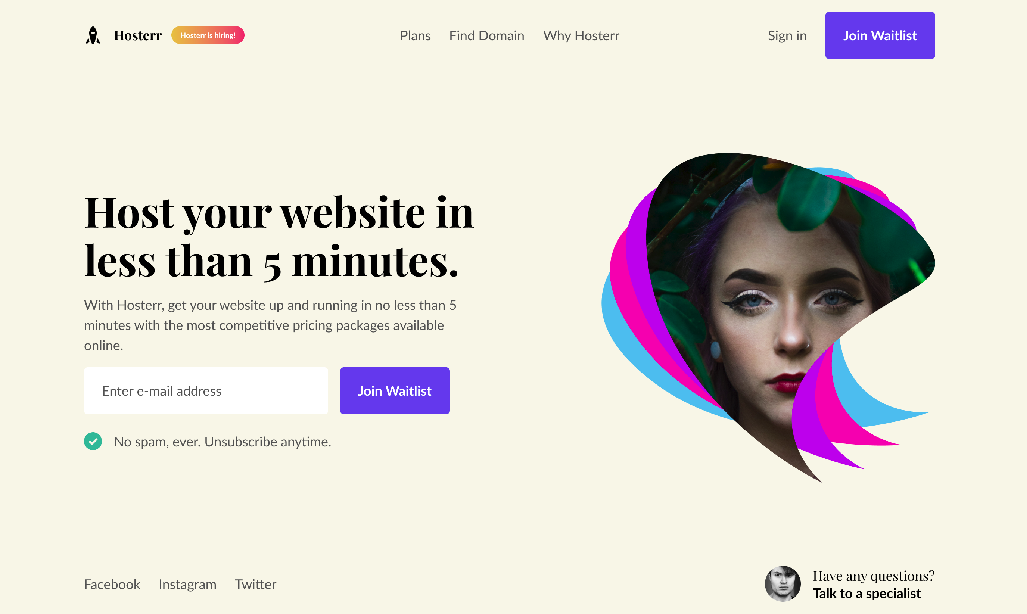 Hosterr
Hosterr is hiring!
Plans
Find Domain
Why Hosterr
Sign in
Join Waitlist
Host your website in
less than 5 minutes.
With Hosterr, get your website up and running in no less than 5
minutes with the most competitive pricing packages available
online.
Enter e-mail address
Join Waitlist
No spam, ever. Unsubscribe anytime.
Facebook
Instagram
Twitter
Have any questions?
Talk to a specialist